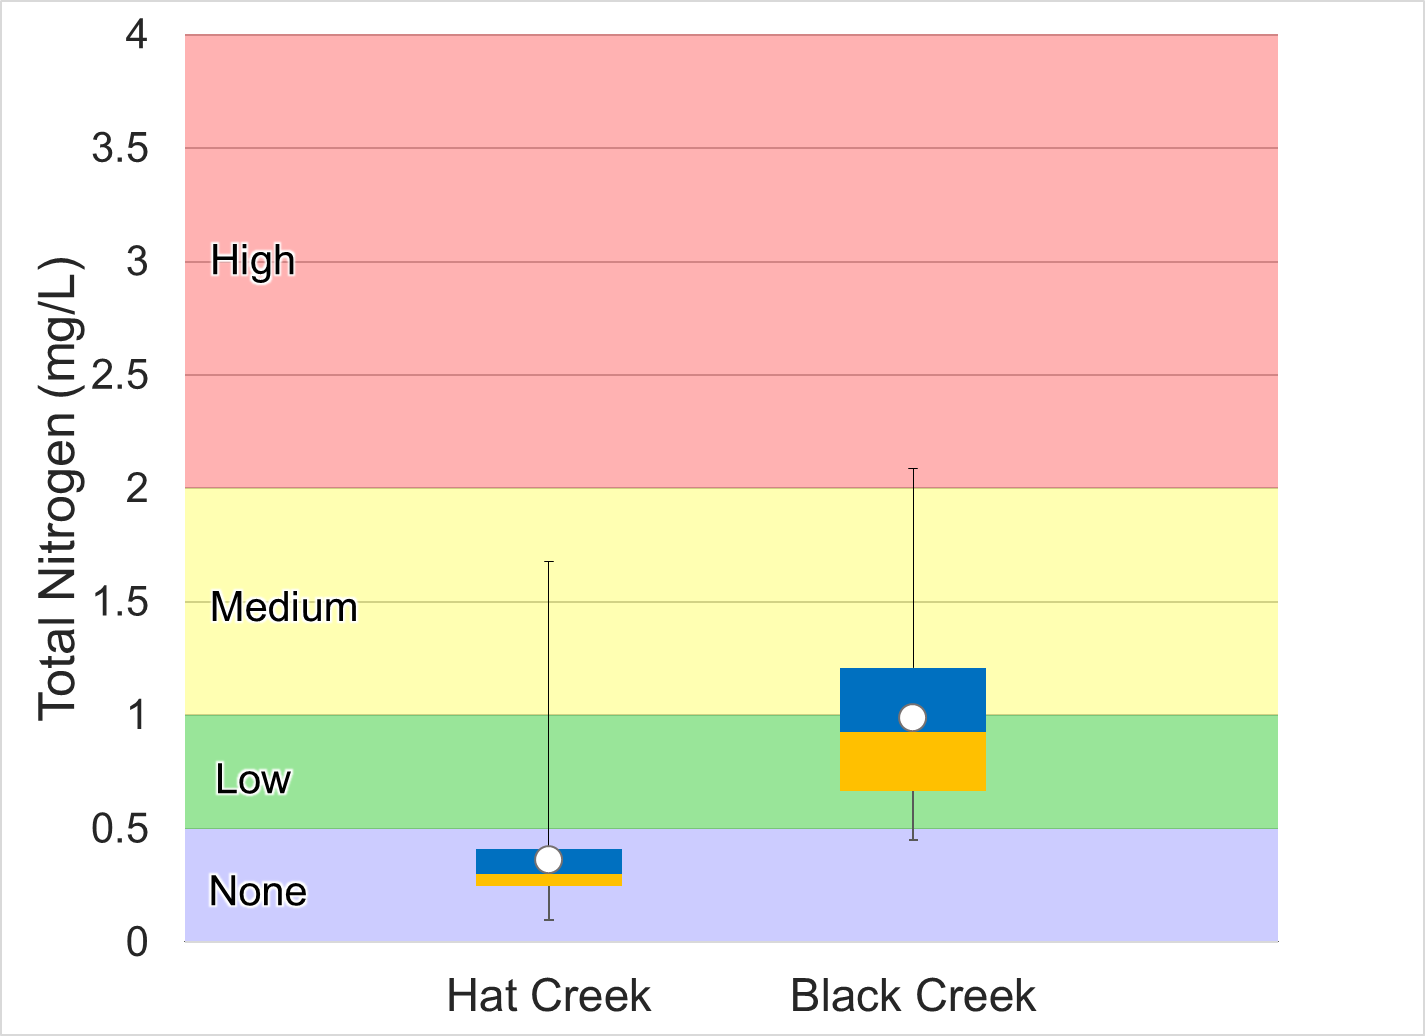 Total Nitrogen (mg/L)
4
3.5
3
2.5
2
1.5
1
0.5
0
High
Medium
Low
None
Hat Creek
Black Creek